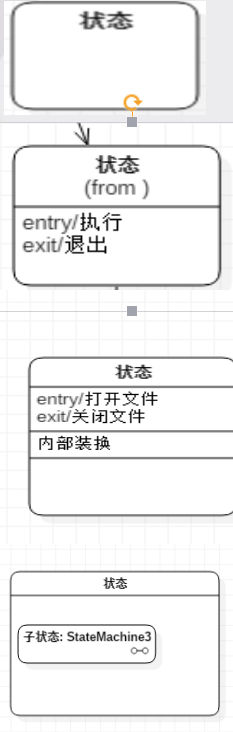 状态
状态
(from )
entry/执行
exit/退出
状态
entry/打开文件
exit/关闭文件
内部装换
状态
子状态: StateMachine3